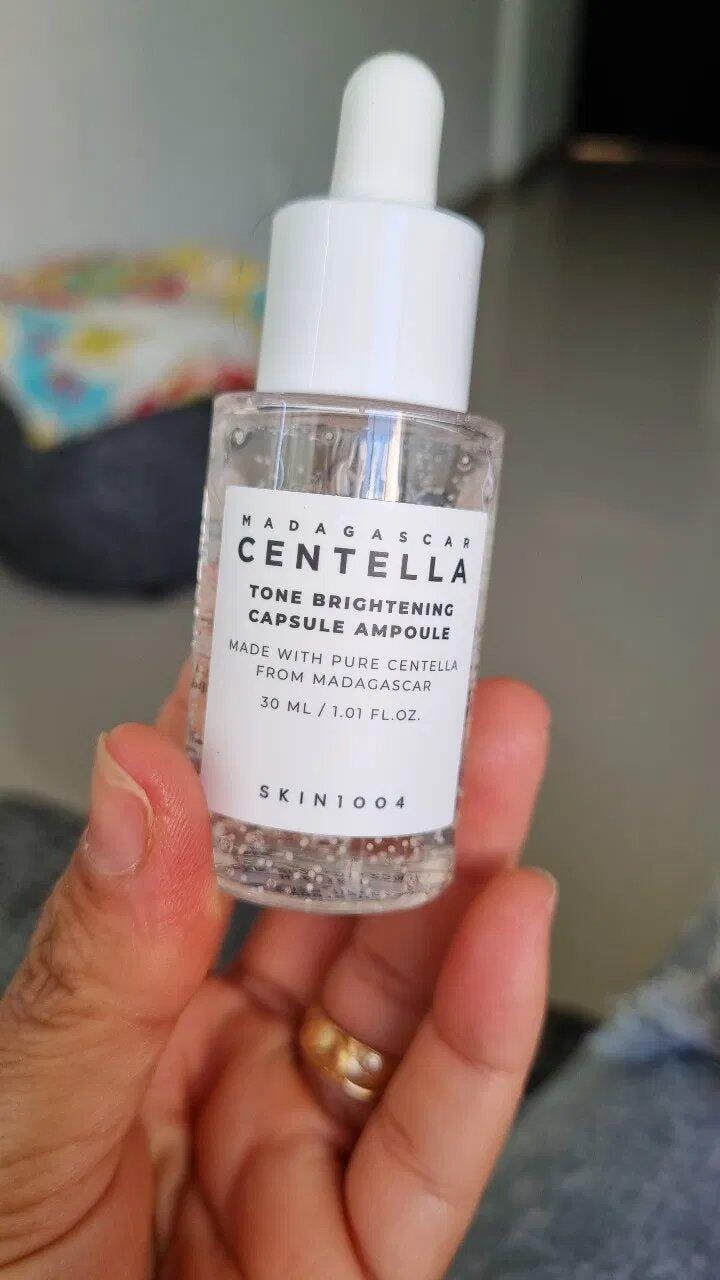 MADAGASCAR
CENTELLA
TONE BRIGHTENING
CAPSULE AMPOULE
MADE WITH PURE CENTELLA
FROM MADAGASCAR
30 ML / 1.01 FL.OZ.
SKIN1004